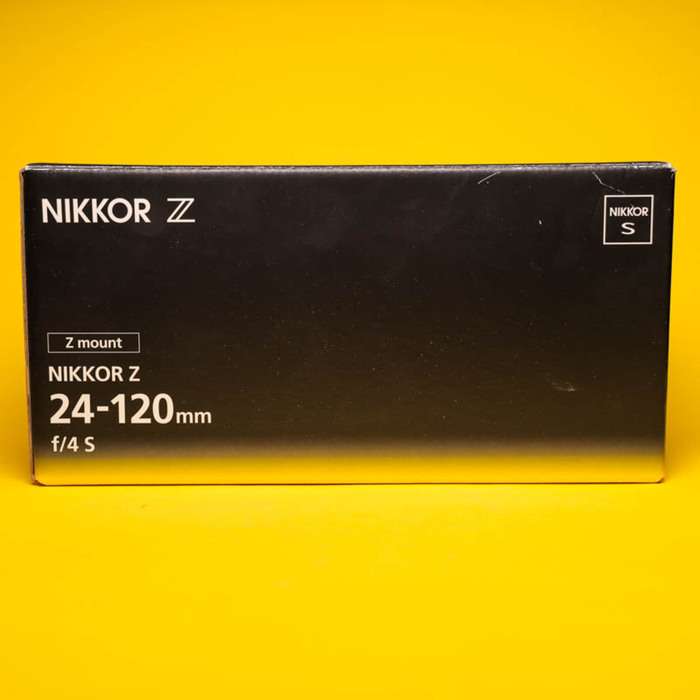 NIKKOR Z
NIKKOR
S
Z mount
NIKKOR Z
24-120mm
f/4 S